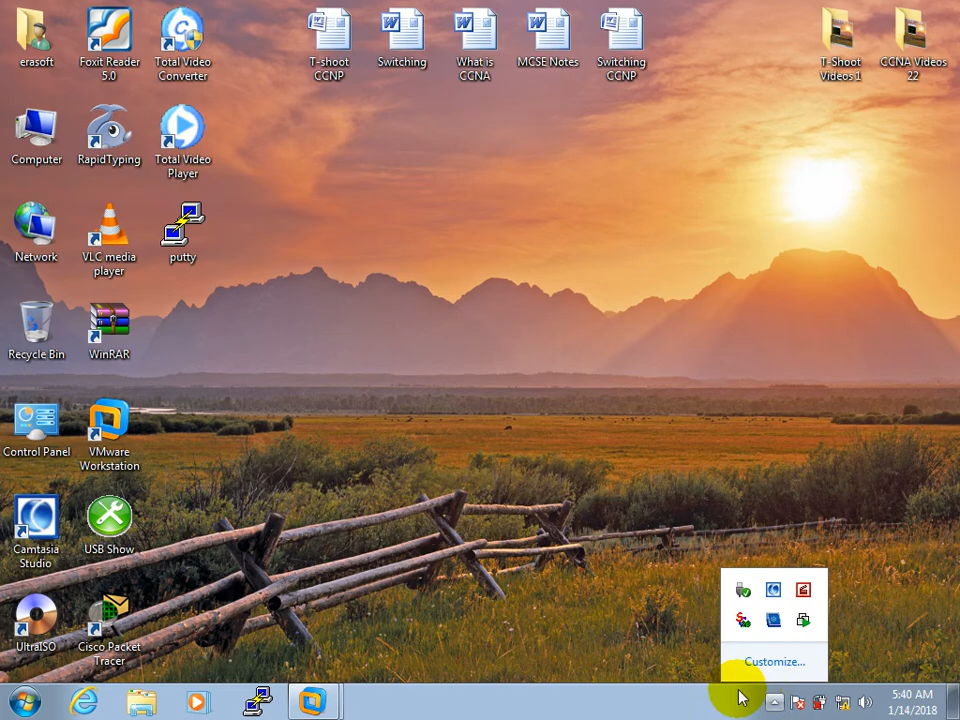 erasoft
Foxit Reader
5.0
Total Video
Converter
T-shoot
CCNP
Switching
What is
CCNA
MCSE Notes
Switching
CCNP
T-Shoot
Videos 1
CCNA Videos
22
Computer
RapidTyping
Total Video
Player
Network
VLC media
player
putty
Recycle Bin
WinRAR
Control Panel
VMware
Workstation
Camtasia
Studio
USB Show
UltraISO
Cisco Packet
Tracer
Customize...
5:40 AM
1/14/2018